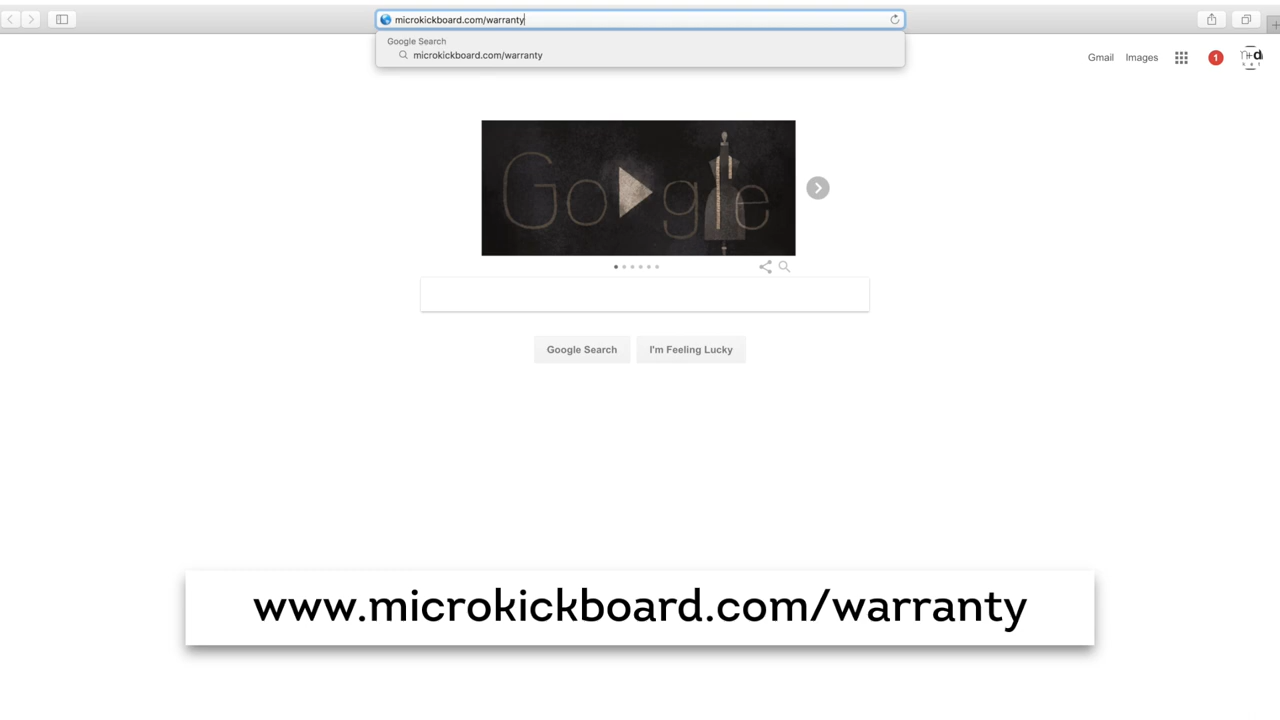 microkickboard.com/warranty
Google Search
microkickboard.com/warranty
Gmail Images 1
Google
Google Search I'm Feeling Lucky
www.microkickboard.com/warranty